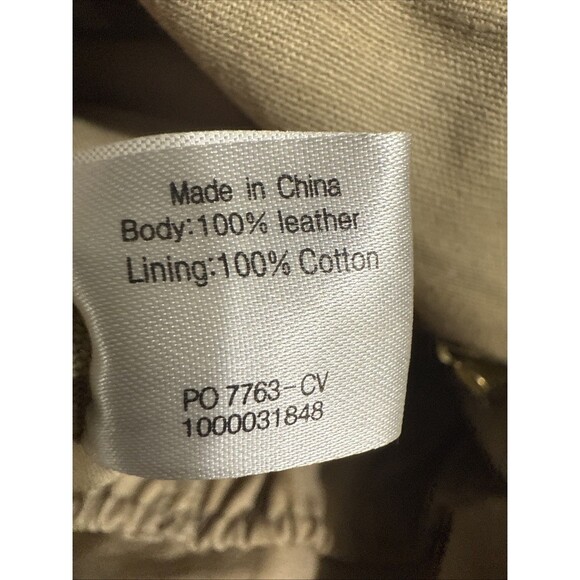 Made in China
Body:100% leather
Lining:100% Cotton
PO 7763-CV
1000031848